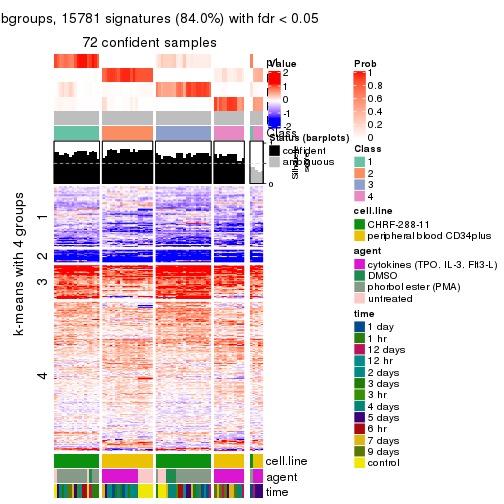 bgroups, 15781 signatures (84.0%) with fdr < 0.05
72 confident samples
Value
2
1
0
-1
-2
Class
Status (barplots)
confident
ambiguous
1
0
k-means with 4 groups
1
2
3
4
cell.line
agent
time
Prob
1
0.8
0.6
0.4
0.2
0
Class
1
2
3
4
cell.line
CHRF-288-11
peripheral blood CD34plus
agent
cytokines (TPO, IL-3, Flt3-L)
DMSO
phorbol ester (PMA)
untreated
time
1 day
1 hr
12 days
12 hr
2 days
3 days
3 hr
4 days
5 days
6 hr
7 days
9 days
control